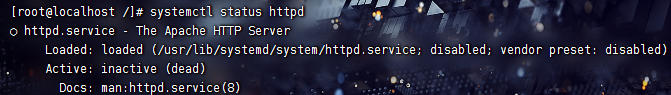 [root@localhost /]# systemctl status httpd
○ httpd.service - The Apache HTTP Server
Loaded: loaded (/usr/lib/systemd/system/httpd.service; disabled; vendor preset: disabled)
Active: inactive (dead)
Docs: man:httpd.service(8)